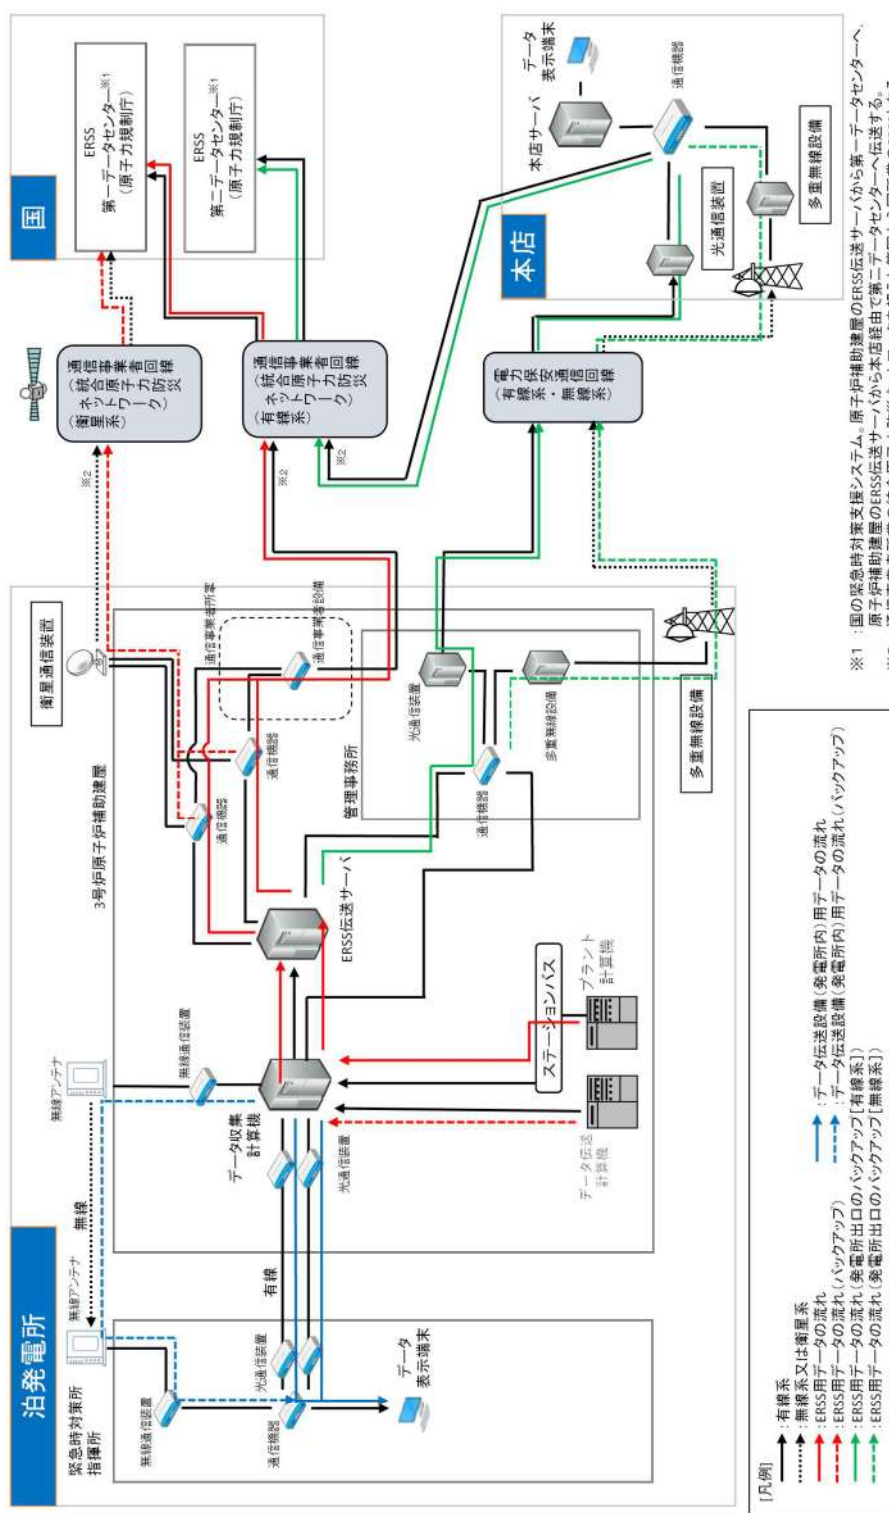 泊発電所
緊急時対策所
指揮所
無線アンテナ
無線
無線アンテナ
無線通信装置
光通信装置
通信機器
データ
表示端末
有線
3号炉原子炉補助建屋
無線通信装置
データ収集
計算機
光通信装置
データ伝送
計算機
ステーションバス
プラント
計算機
ERSS伝送サーバ
通信機器
通信機器
衛星通信装置
通信事業者所掌
通信事業者設備
管理事務所
通信機器
光通信装置
多重無線設備
多重無線設備
※2
※2
※2
通信事業者回線
(統合原子力防災
ネットワーク)
(衛星系)
通信事業者回線
(統合原子力防災
ネットワーク)
(有線系)
電力保安通信回線
(有線系・無線系)
国
ERSS
第一データセンター※1
(原子力規制庁)
ERSS
第二データセンター※1
(原子力規制庁)
本店
本店サーバ
データ
表示端末
通信機器
光通信装置
多重無線設備
[凡例]
:有線系
:無線系又は衛星系
:ERSS用データの流れ
:ERSS用データの流れ(バックアップ)
:ERSS用データの流れ(発電所出口のバックアップ[有線系])
:ERSS用データの流れ(発電所出口のバックアップ[無線系])
:データ伝送設備(発電所内)用データの流れ
:データ伝送設備(発電所内)用データの流れ(バックアップ)
※1 :国の緊急時対策支援システム。原子炉補助建屋のERSS伝送サーバから第一データセンターへ、
原子炉補助建屋のERSS伝送サーバから本店経由で第二データセンターへ伝送する。